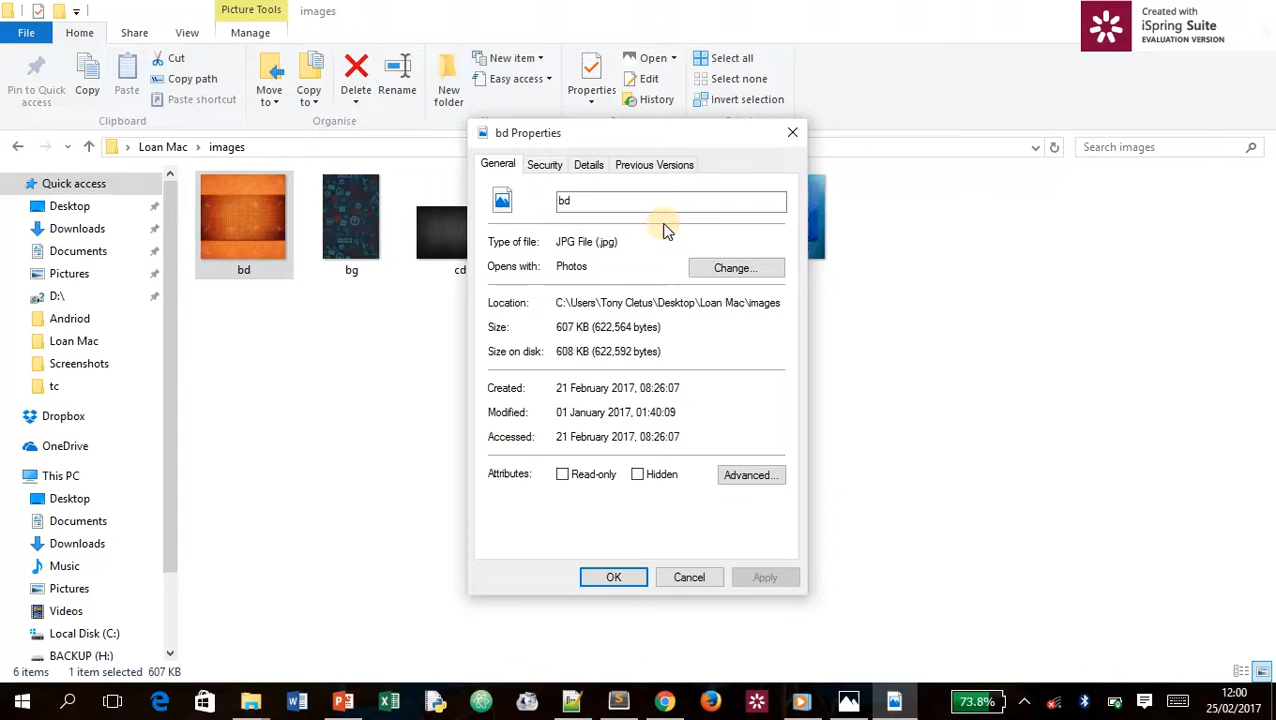 Picture Tools images
File Home Share View Manage
Created with
iSpring Suite
EVALUATION VERSION
Pin to Quick access
Copy
Paste
Cut
Copy path
Paste shortcut
Clipboard
Move to
Copy to
Delete
Rename
Organise
New folder
New item
Easy access
Properties
Open
Edit
History
Select all
Select none
Invert selection
Loan Mac images
Search images
Quick access
Desktop
Downloads
Documents
Pictures
D:\
Andriod
Loan Mac
Screenshots
tc
Dropbox
OneDrive
This PC
Desktop
Documents
Downloads
Music
Pictures
Videos
Local Disk (C:)
BACKUP (H:)
bd
bg
cd
bd Properties
General Security Details Previous Versions
bd
Type of file: JPG File (.jpg)
Opens with: Photos Change...
Location: C:\Users\Tony Cletus\Desktop\Loan Mac\images
Size: 607 KB (622,564 bytes)
Size on disk: 608 KB (622,592 bytes)
Created: 21 February 2017, 08:26:07
Modified: 01 January 2017, 01:40:09
Accessed: 21 February 2017, 08:26:07
Attributes: Read-only Hidden Advanced...
OK Cancel Apply
6 items 1 item selected 607 KB
73.8%
12:00
25/02/2017